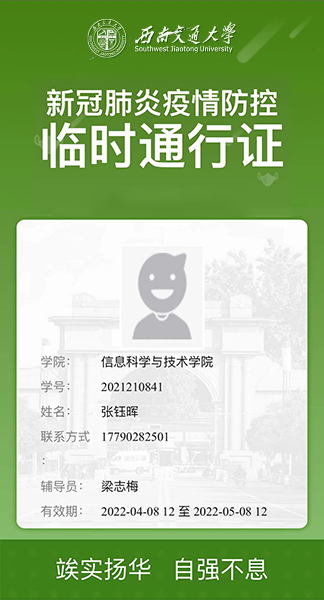 西南交通大学
Southwest Jiaotong University
新冠肺炎疫情防控
临时通行证
学院： 信息科学与技术学院
学号： 2021210841
姓名： 张钰晖
联系方式 17790282501
：
辅导员： 梁志梅
有效期： 2022-04-08 12 至 2022-05-08 12
竢实扬华 自强不息